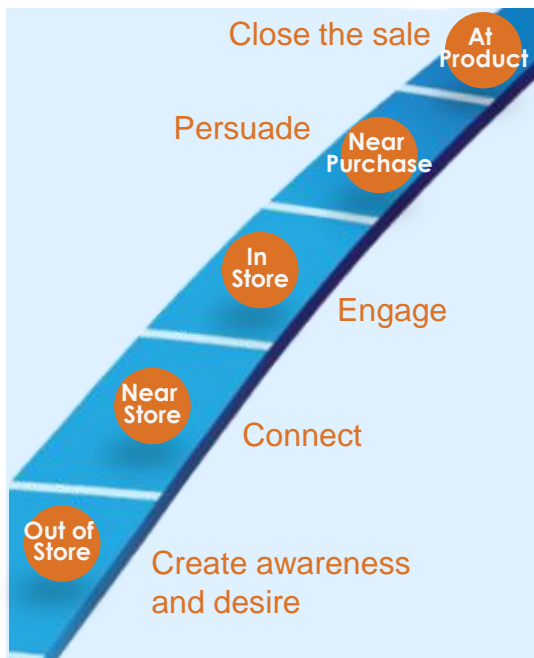 Close the sale
At
Product
Persuade
Near
Purchase
In
Store
Engage
Near
Store
Connect
Out of
Store
Create awareness
and desire